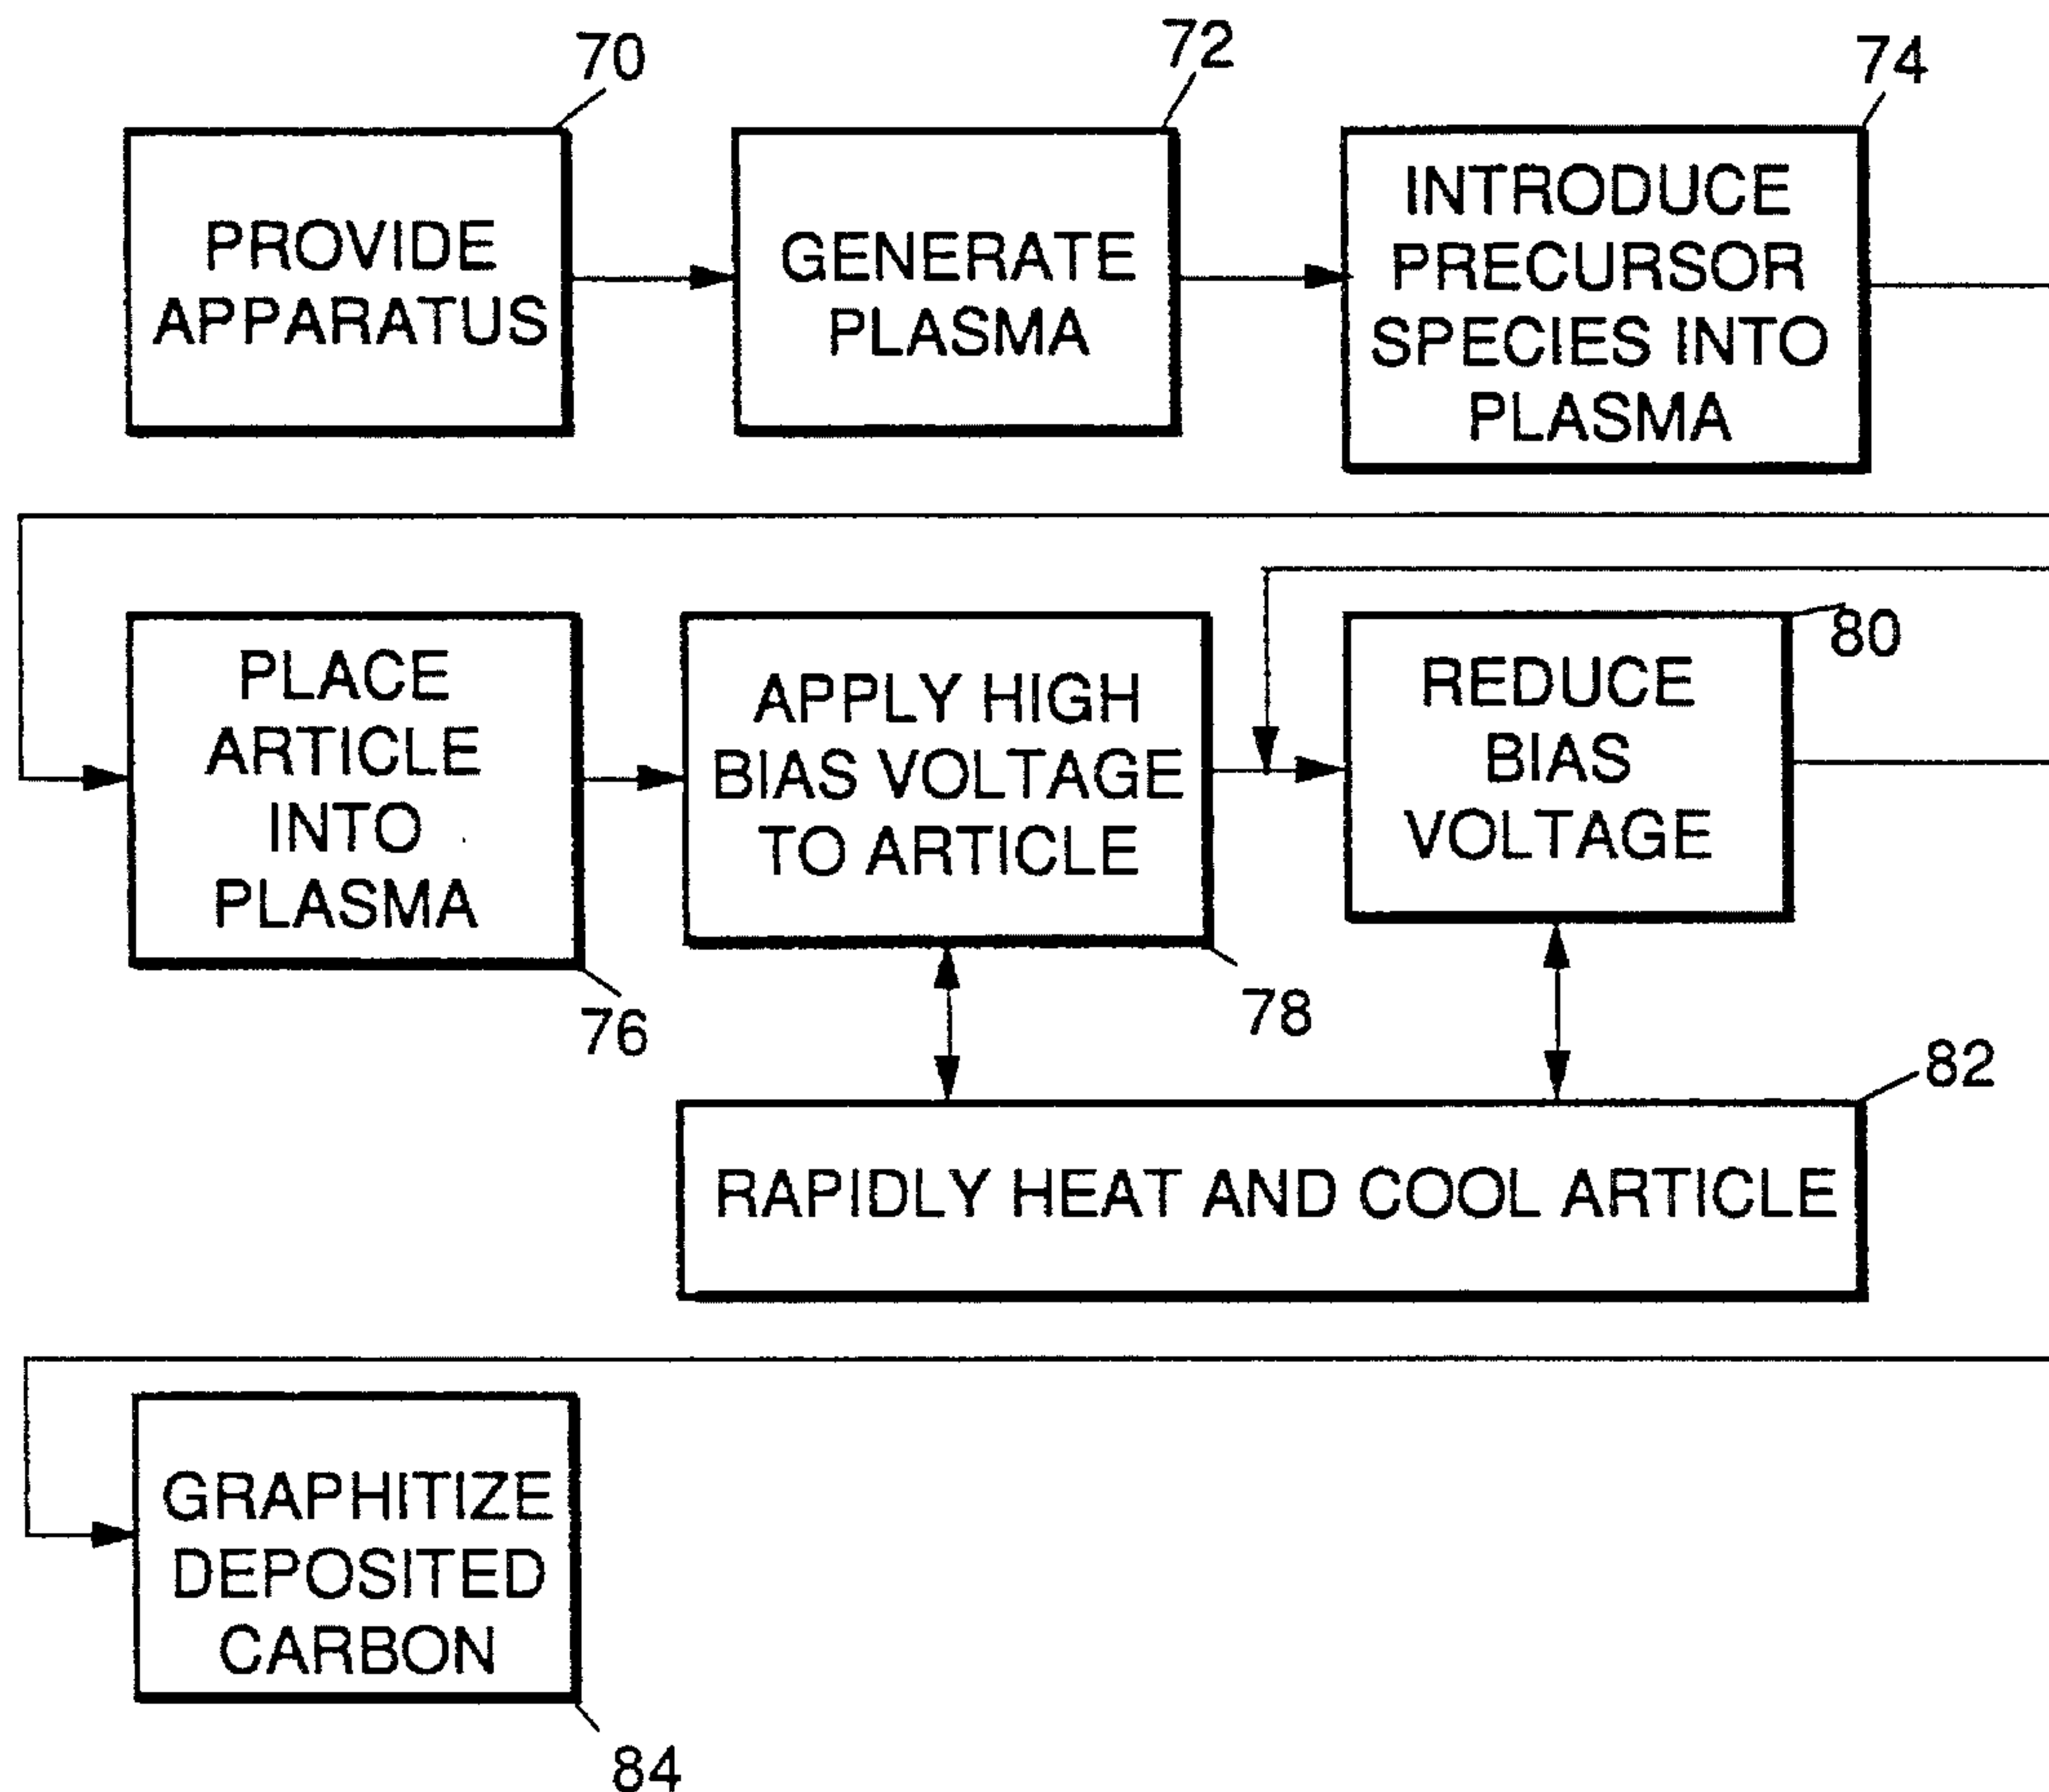 70
72
74
PROVIDE
APPARATUS
GENERATE
PLASMA
INTRODUCE
PRECURSOR
SPECIES INTO
PLASMA
PLACE
ARTICLE
INTO
PLASMA
76
APPLY HIGH
BIAS VOLTAGE
TO ARTICLE
78
REDUCE
BIAS
VOLTAGE
80
RAPIDLY HEAT AND COOL ARTICLE
82
GRAPHITIZE
DEPOSITED
CARBON
84